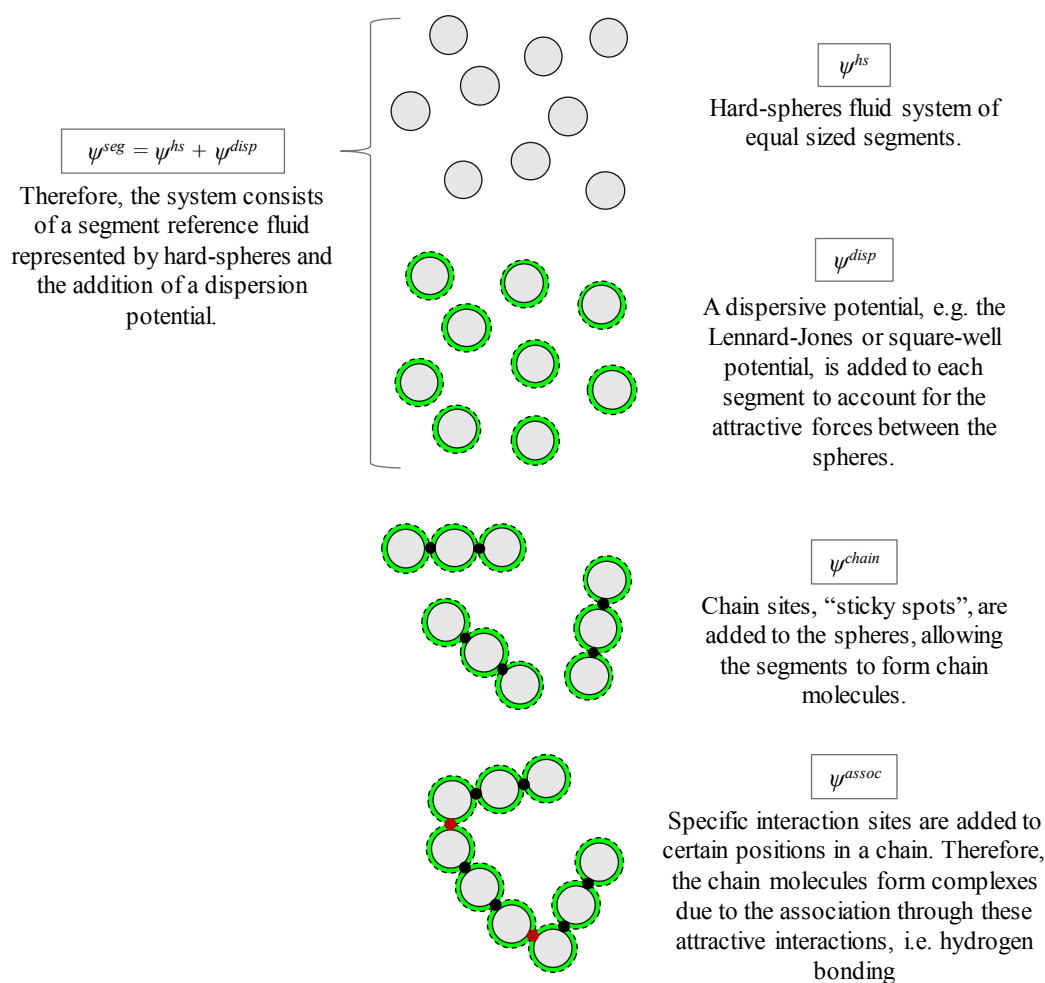 ψ^hs
Hard-spheres fluid system of
equal sized segments.
ψ^seg = ψ^hs + ψ^disp
Therefore, the system consists
of a segment reference fluid
represented by hard-spheres and
the addition of a dispersion
potential.
ψ^disp
A dispersive potential, e.g. the
Lennard-Jones or square-well
potential, is added to each
segment to account for the
attractive forces between the
spheres.
ψ^chain
Chain sites, “sticky spots”, are
added to the spheres, allowing
the segments to form chain
molecules.
ψ^assoc
Specific interaction sites are added to
certain positions in a chain. Therefore,
the chain molecules form complexes
due to the association through these
attractive interactions, i.e. hydrogen
bonding